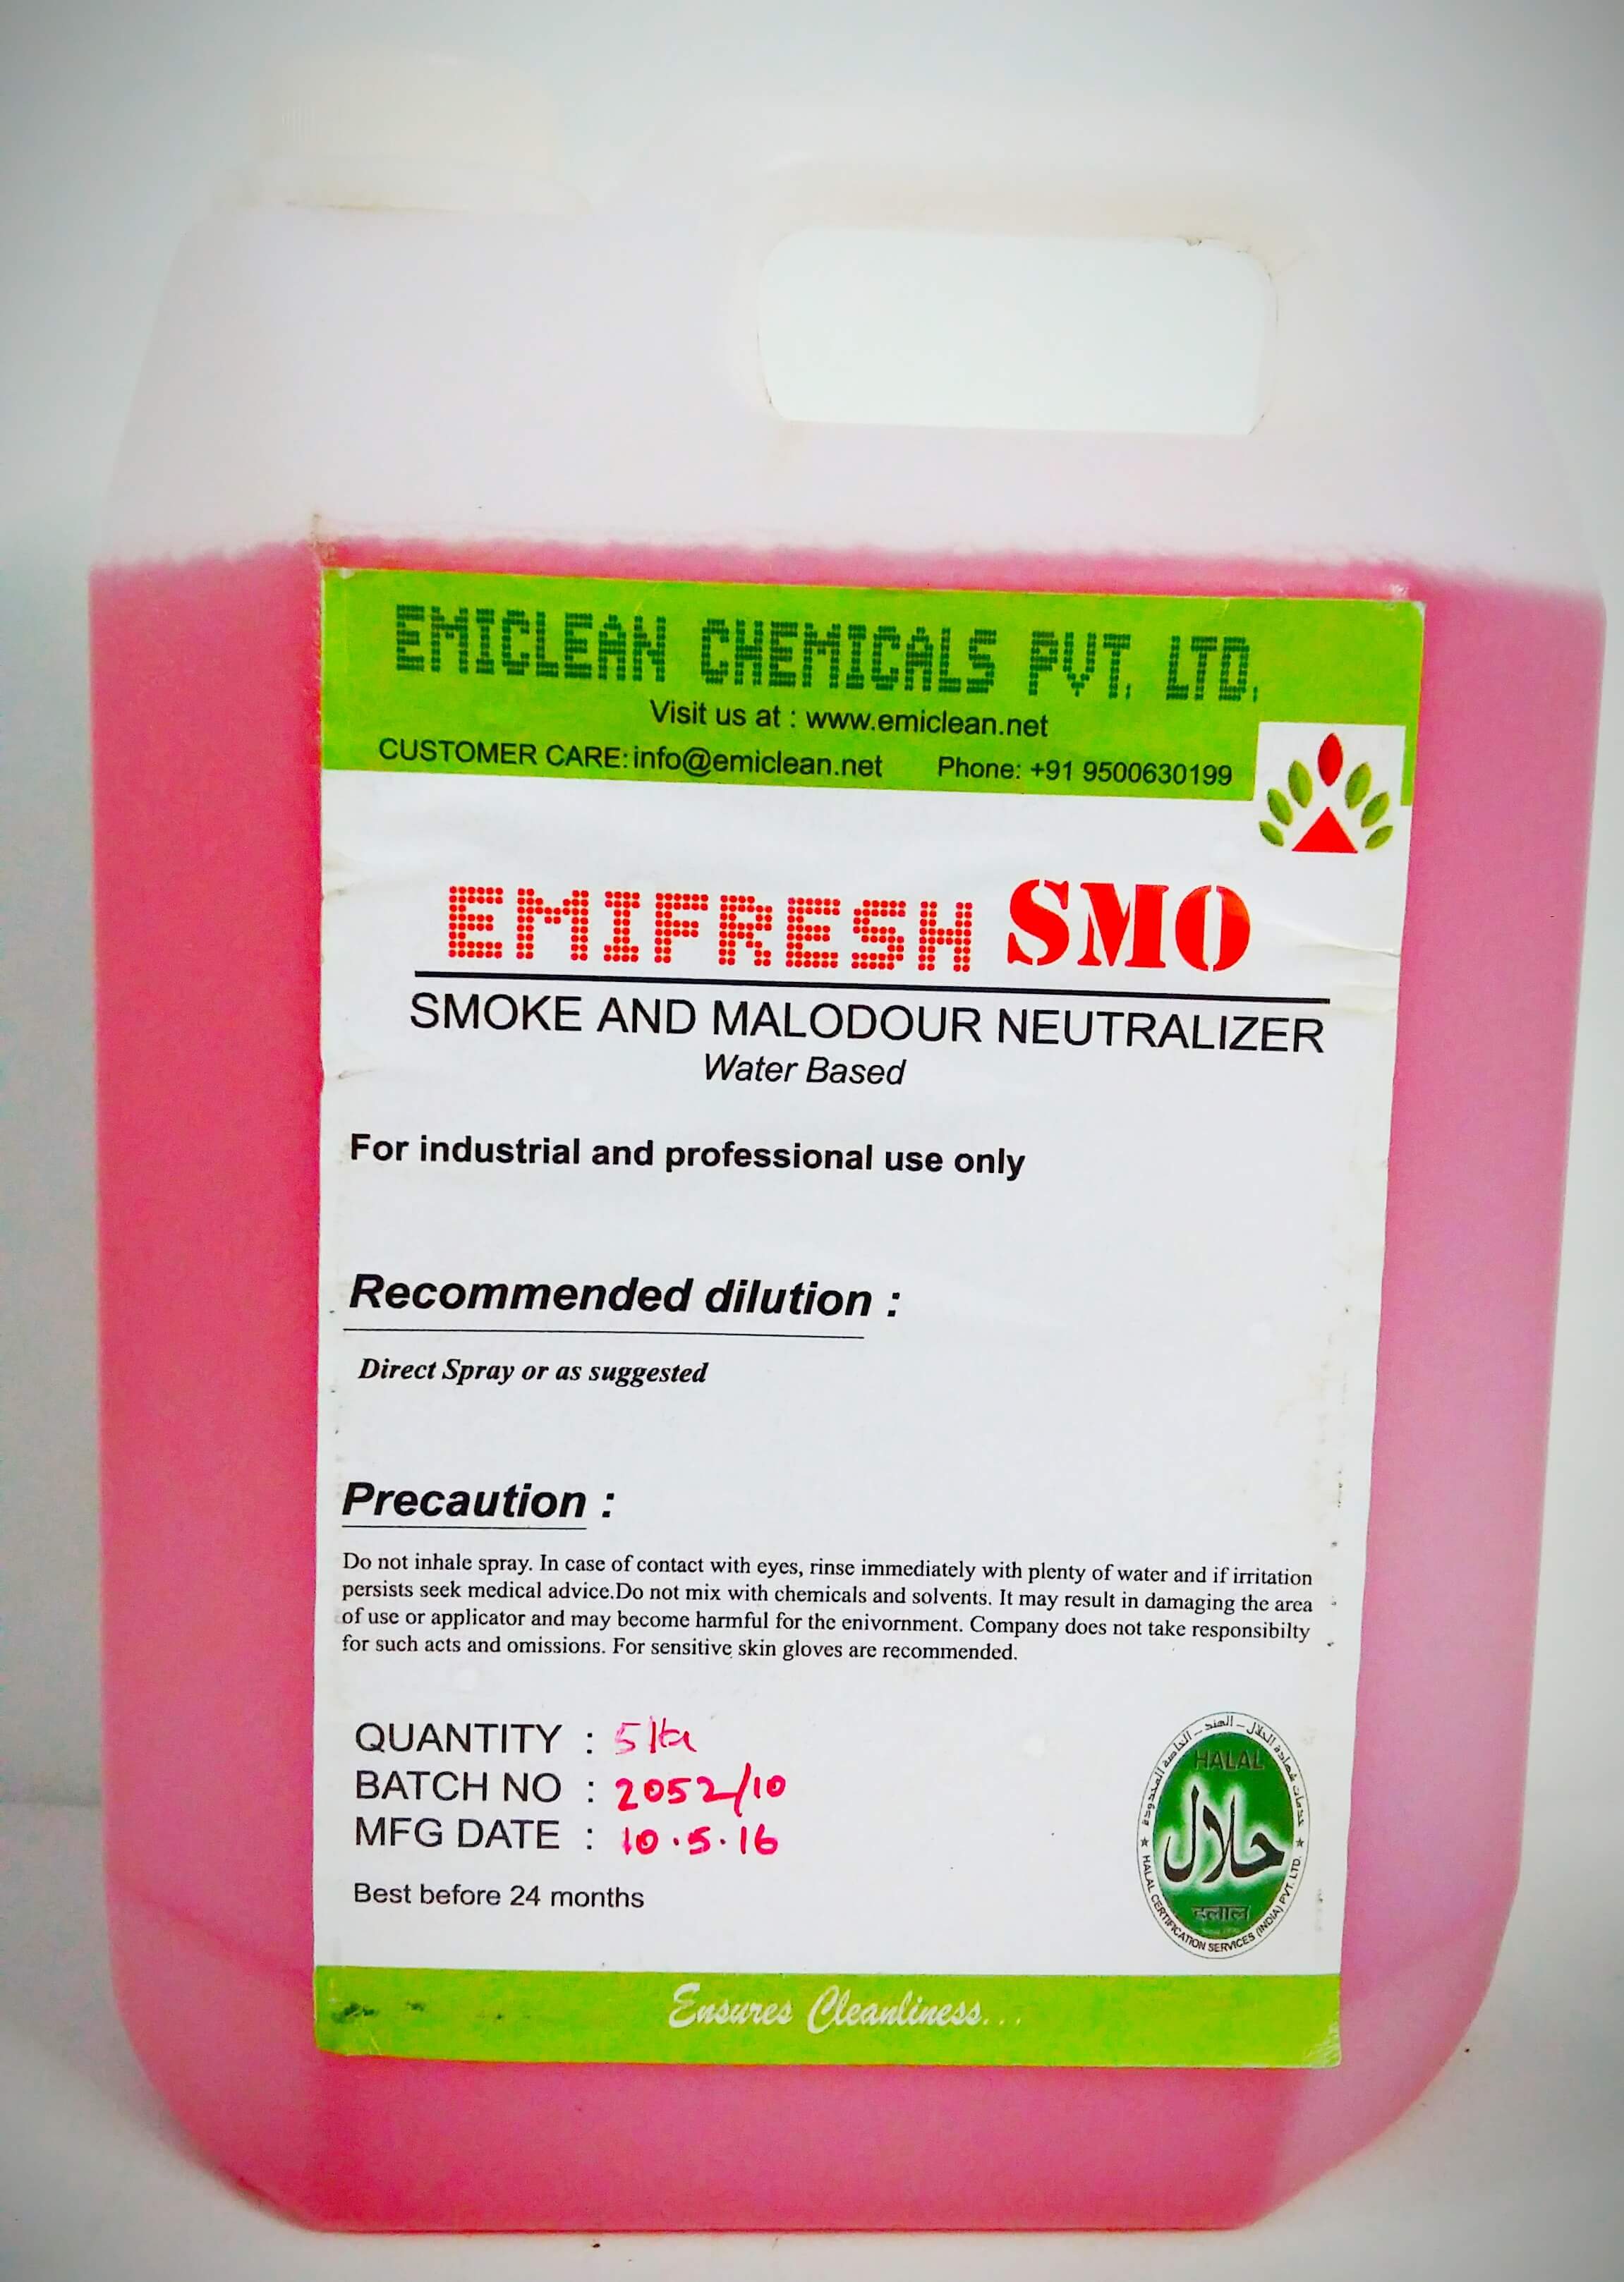 EMICLEAN CHEMICALS PVT. LTD.
Visit us at : www.emiclean.net
CUSTOMER CARE: info@emiclean.net Phone: +91 9500630199
EMIFRESH SMO
SMOKE AND MALODOUR NEUTRALIZER
Water Based
For industrial and professional use only
Recommended dilution :
Direct Spray or as suggested
Precaution :
Do not inhale spray. In case of contact with eyes, rinse immediately with plenty of water and if irritation
persists seek medical advice.Do not mix with chemicals and solvents. It may result in damaging the area
of use or applicator and may become harmful for the enivornment. Company does not take responsibilty
for such acts and omissions. For sensitive skin gloves are recommended.
QUANTITY : 5 ltr
BATCH NO : 2052/10
MFG DATE : 10.5.16
Best before 24 months
خدمات شهادة الحلال - الهند - الخاصة المحدودة
HALAL
حلال
हलाल
HALAL CERTIFICATION SERVICES (INDIA) PVT. LTD.
Ensures Cleanliness...